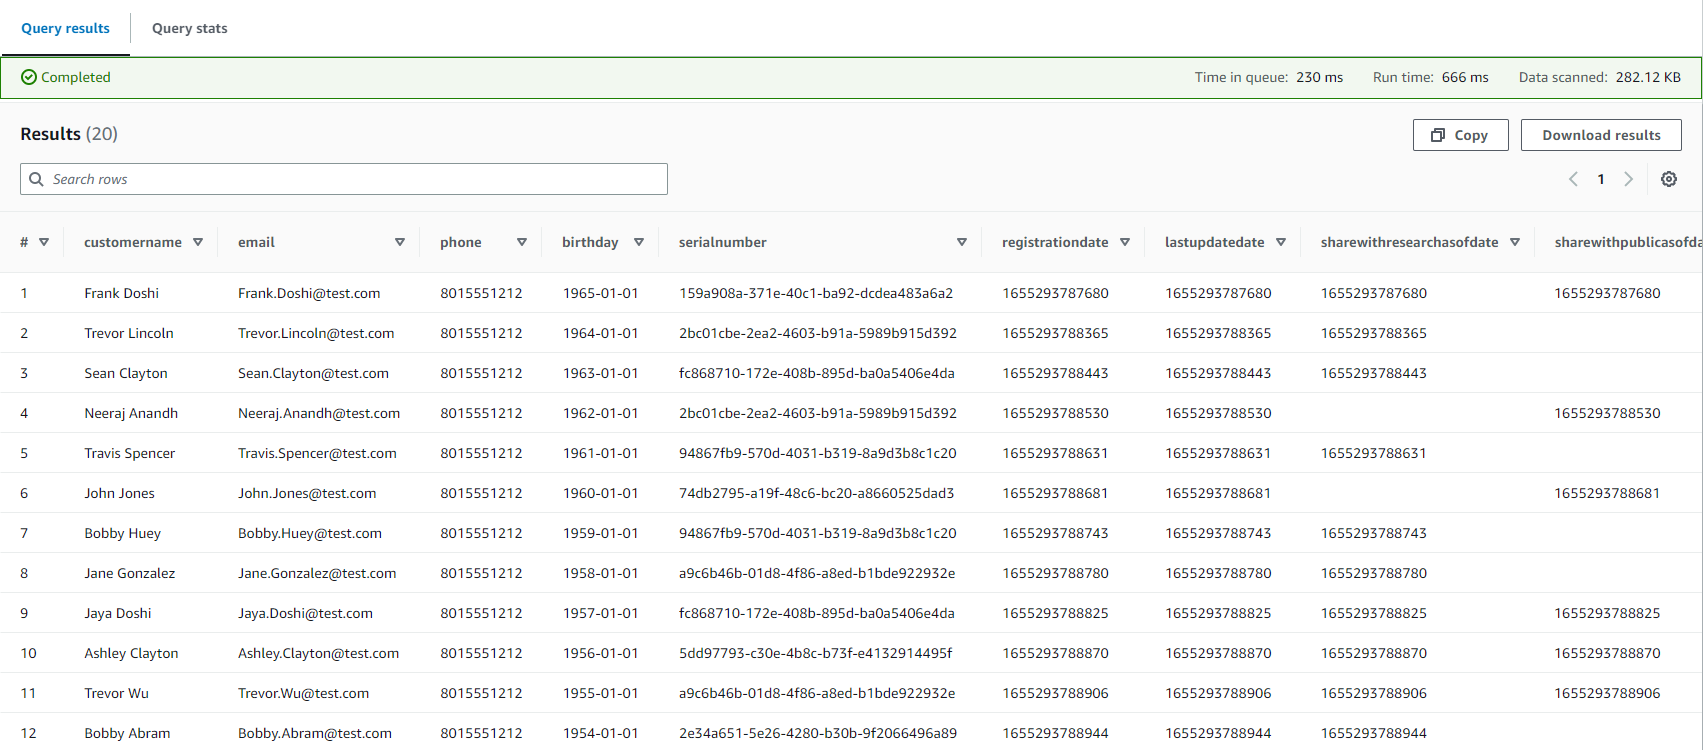 Query results Query stats
Completed Time in queue: 230 ms Run time: 666 ms Data scanned: 282.12 KB
Results (20) Copy Download results
Search rows 1
# customername email phone birthday serialnumber registrationdate lastupdatedate sharewithresearchasofdate sharewithpublicasofda
1 Frank Doshi Frank.Doshi@test.com 8015551212 1965-01-01 159a908a-371e-40c1-ba92-dcdea483a6a2 1655293787680 1655293787680 1655293787680 1655293787680
2 Trevor Lincoln Trevor.Lincoln@test.com 8015551212 1964-01-01 2bc01cbe-2ea2-4603-b91a-5989b915d392 1655293788365 1655293788365 1655293788365
3 Sean Clayton Sean.Clayton@test.com 8015551212 1963-01-01 fc868710-172e-408b-895d-ba0a5406e4da 1655293788443 1655293788443 1655293788443
4 Neeraj Anandh Neeraj.Anandh@test.com 8015551212 1962-01-01 2bc01cbe-2ea2-4603-b91a-5989b915d392 1655293788530 1655293788530 1655293788530
5 Travis Spencer Travis.Spencer@test.com 8015551212 1961-01-01 94867fb9-570d-4031-b319-8a9d3b8c1c20 1655293788631 1655293788631 1655293788631
6 John Jones John.Jones@test.com 8015551212 1960-01-01 74db2795-a19f-48c6-bc20-a8660525dad3 1655293788681 1655293788681 1655293788681
7 Bobby Huey Bobby.Huey@test.com 8015551212 1959-01-01 94867fb9-570d-4031-b319-8a9d3b8c1c20 1655293788743 1655293788743 1655293788743
8 Jane Gonzalez Jane.Gonzalez@test.com 8015551212 1958-01-01 a9c6b46b-01d8-4f86-a8ed-b1bde922932e 1655293788780 1655293788780 1655293788780
9 Jaya Doshi Jaya.Doshi@test.com 8015551212 1957-01-01 fc868710-172e-408b-895d-ba0a5406e4da 1655293788825 1655293788825 1655293788825 1655293788825
10 Ashley Clayton Ashley.Clayton@test.com 8015551212 1956-01-01 5dd97793-c30e-4b8c-b73f-e4132914495f 1655293788870 1655293788870 1655293788870 1655293788870
11 Trevor Wu Trevor.Wu@test.com 8015551212 1955-01-01 a9c6b46b-01d8-4f86-a8ed-b1bde922932e 1655293788906 1655293788906 1655293788906 1655293788906
12 Bobby Abram Bobby.Abram@test.com 8015551212 1954-01-01 2e34a651-5e26-4280-b30b-9f2066496a89 1655293788944 1655293788944 1655293788944